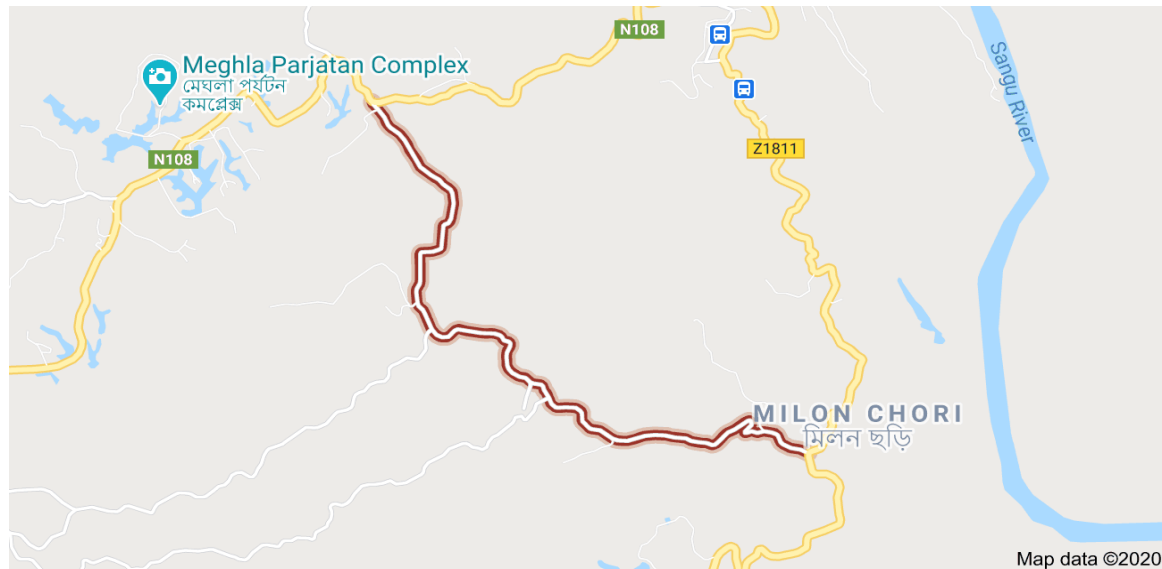 N108
Meghla Parjatan Complex
মেঘলা পর্যটন
কমপ্লেক্স
N108
Z1811
Sangu River
MILON CHORI
মিলন ছড়ি
Map data ©2020